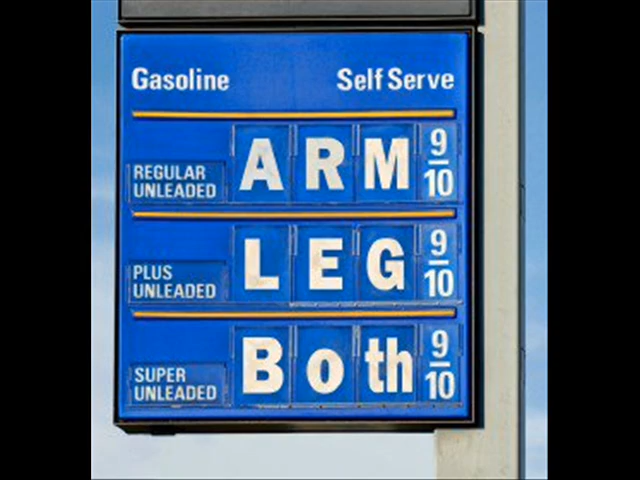 Gasoline Self Serve
REGULAR UNLEADED ARM 9/10
PLUS UNLEADED LEG 9/10
SUPER UNLEADED Both 9/10